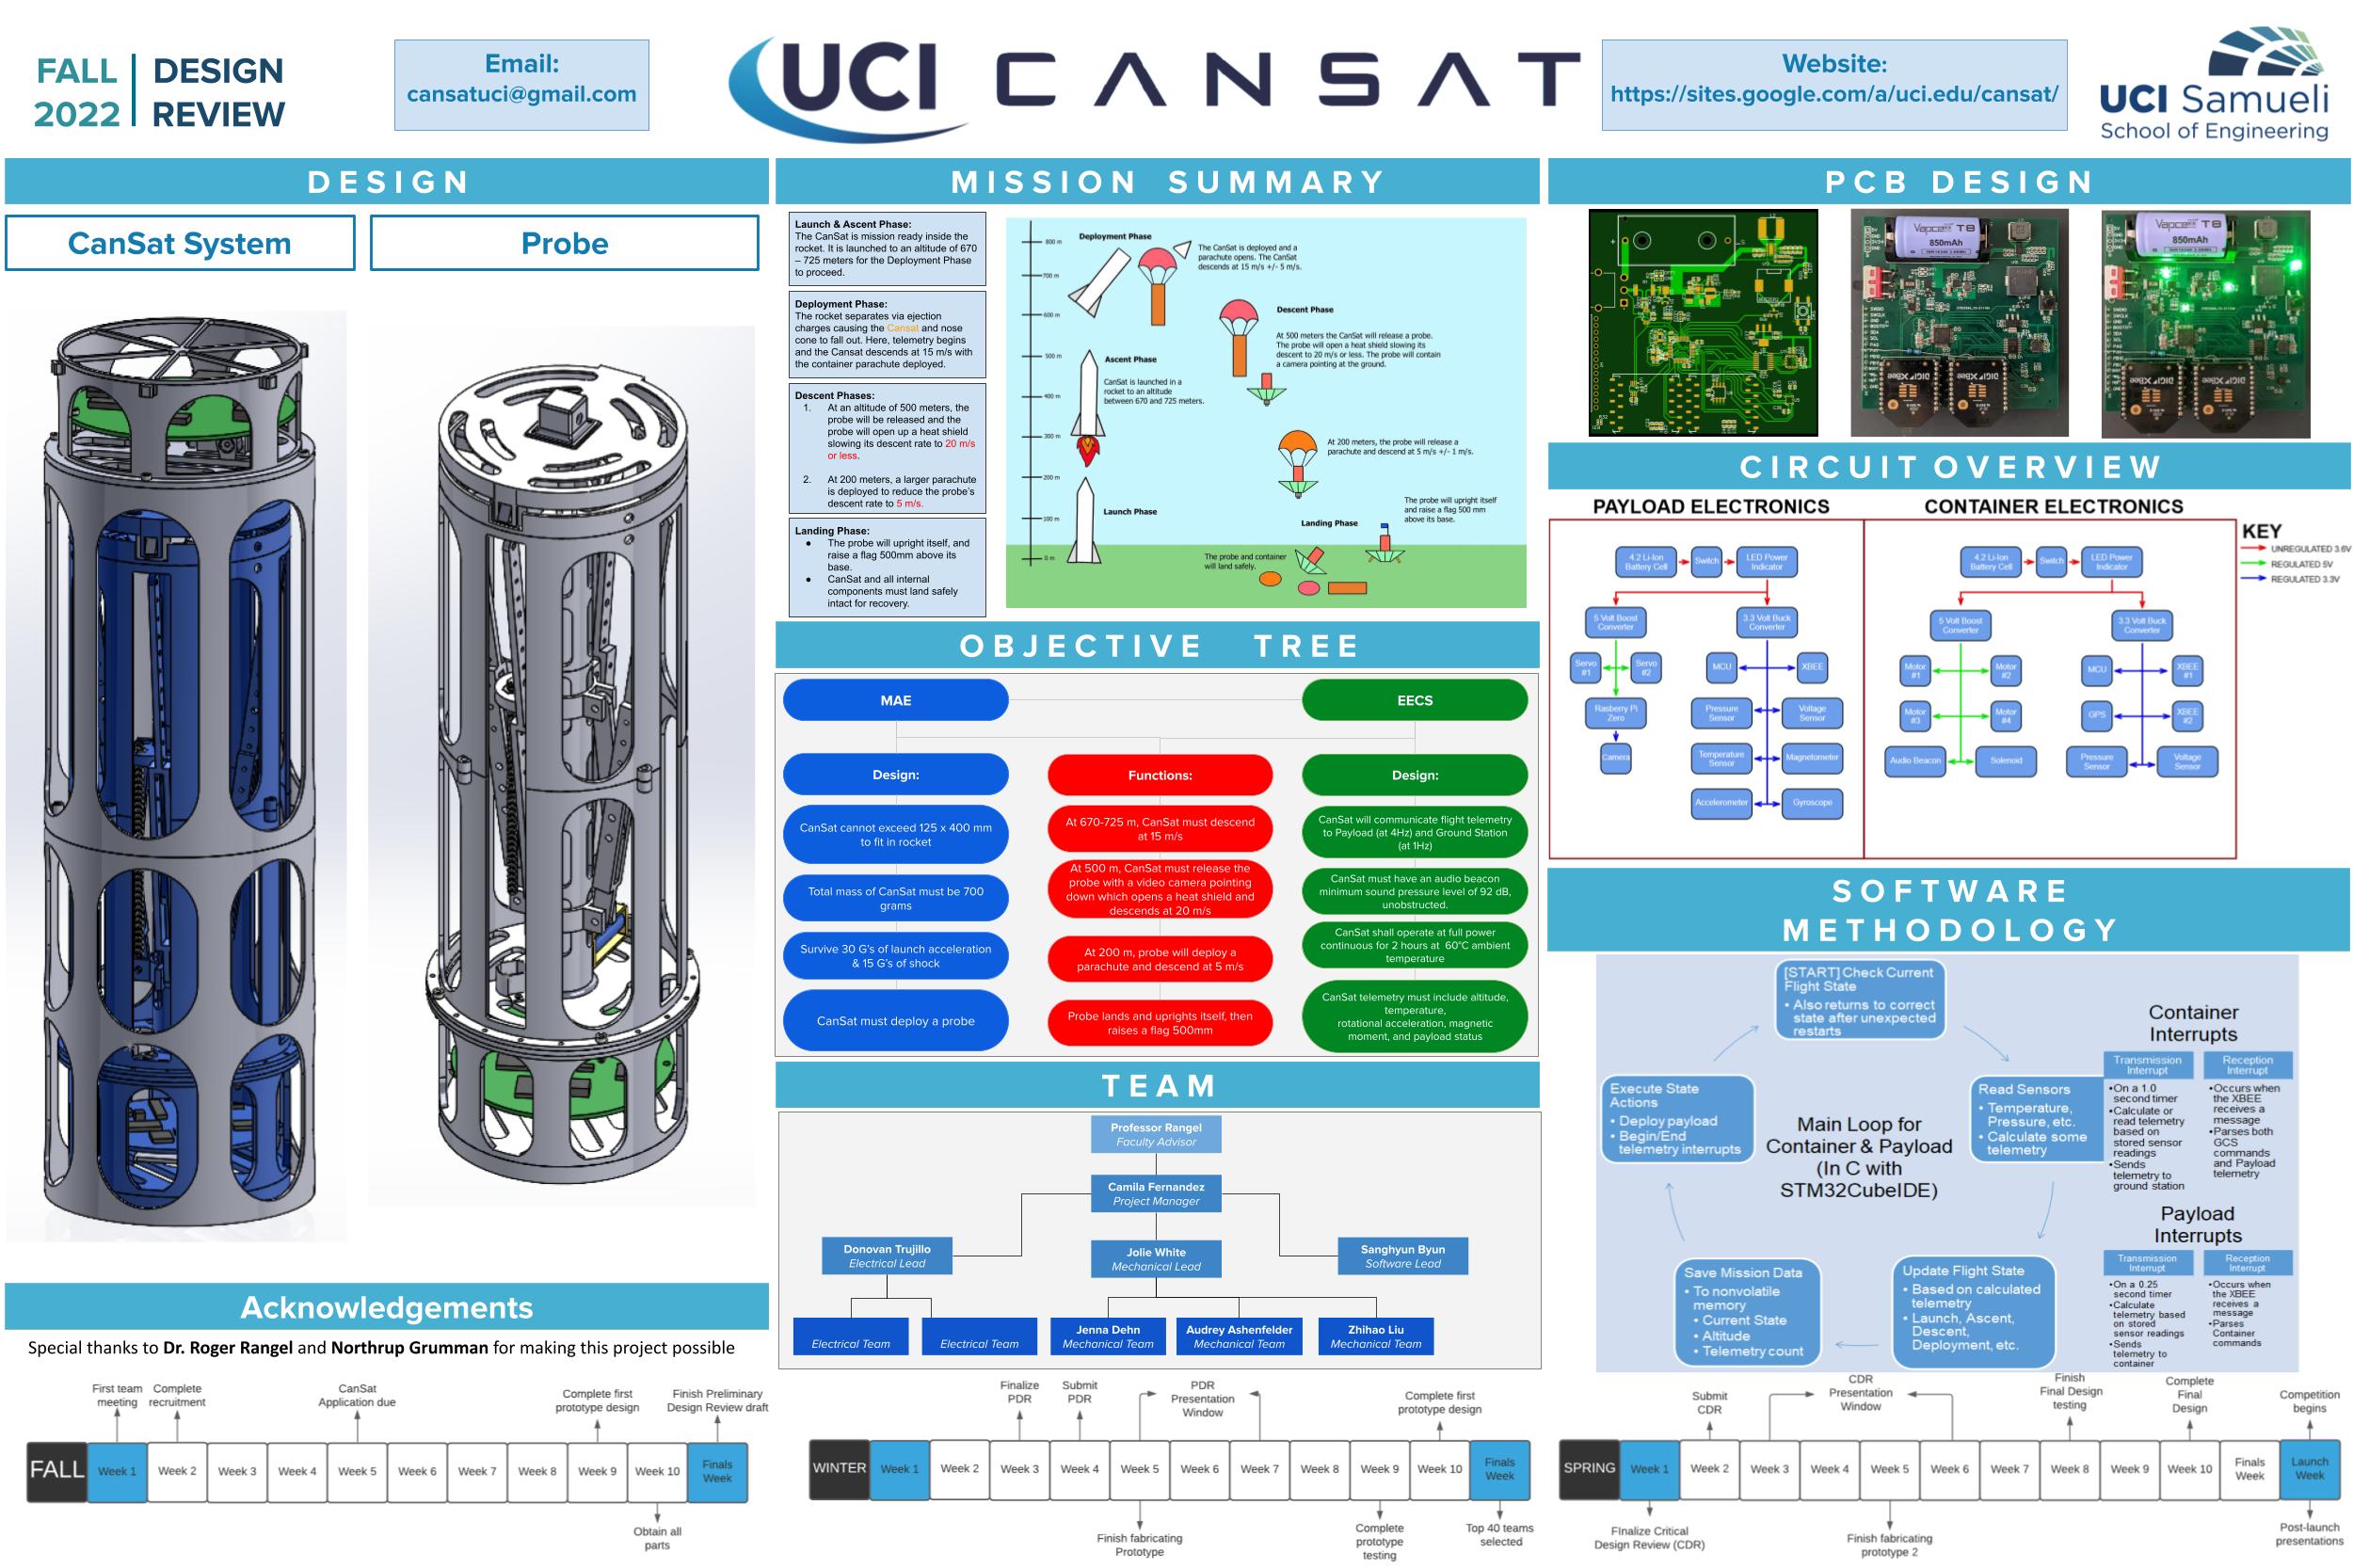 FALL
2022
DESIGN
REVIEW
Email:
cansatuci@gmail.com
UCI CANSAT
Website:
https://sites.google.com/a/uci.edu/cansat/
UCI Samueli
School of Engineering
DESIGN
CanSat System
Probe
Acknowledgements
Special thanks to Dr. Roger Rangel and Northrup Grumman for making this project possible
MISSION SUMMARY
Launch & Ascent Phase:
The CanSat is mission ready inside the
rocket. It is launched to an altitude of 670
– 725 meters for the Deployment Phase
to proceed.
Deployment Phase:
The rocket separates via ejection
charges causing the Cansat and nose
cone to fall out. Here, telemetry begins
and the Cansat descends at 15 m/s with
the container parachute deployed.
Descent Phases:
1. At an altitude of 500 meters, the
probe will be released and the
probe will open up a heat shield
slowing its descent rate to 20 m/s
or less.
2. At 200 meters, a larger parachute
is deployed to reduce the probe's
descent rate to 5 m/s.
Landing Phase:
● The probe will upright itself, and
raise a flag 500mm above its
base.
● CanSat and all internal
components must land safely
intact for recovery.
800 m
700 m
600 m
500 m
400 m
300 m
200 m
100 m
0 m
Deployment Phase
The CanSat is deployed and a
parachute opens. The CanSat
descends at 15 m/s +/- 5 m/s.
Descent Phase
At 500 meters the CanSat will release a probe.
The probe will open a heat shield slowing its
descent to 20 m/s or less. The probe will contain
a camera pointing at the ground.
Ascent Phase
CanSat is launched in a
rocket to an altitude
between 670 and 725 meters.
At 200 meters, the probe will release a
parachute and descend at 5 m/s +/- 1 m/s.
Launch Phase
The probe will upright itself
and raise a flag 500 mm
above its base.
Landing Phase
The probe and container
will land safely.
OBJECTIVE TREE
MAE
EECS
Design:
Functions:
Design:
CanSat cannot exceed 125 x 400 mm
to fit in rocket
Total mass of CanSat must be 700
grams
Survive 30 G's of launch acceleration
& 15 G's of shock
CanSat must deploy a probe
At 670-725 m, CanSat must descend
at 15 m/s
At 500 m, CanSat must release the
probe with a video camera pointing
down which opens a heat shield and
descends at 20 m/s
At 200 m, probe will deploy a
parachute and descend at 5 m/s
Probe lands and uprights itself, then
raises a flag 500mm
CanSat will communicate flight telemetry
to Payload (at 4Hz) and Ground Station
(at 1Hz)
CanSat must have an audio beacon
minimum sound pressure level of 92 dB,
unobstructed.
CanSat shall operate at full power
continuous for 2 hours at 60°C ambient
temperature
CanSat telemetry must include altitude,
temperature,
rotational acceleration, magnetic
moment, and payload status
TEAM
Professor Rangel
Faculty Advisor
Camila Fernandez
Project Manager
Donovan Trujillo
Electrical Lead
Jolie White
Mechanical Lead
Sanghyun Byun
Software Lead
Electrical Team
Electrical Team
Jenna Dehn
Mechanical Team
Audrey Ashenfelder
Mechanical Team
Zhihao Liu
Mechanical Team
PCB DESIGN
Vapcell T8
850mAh
Vapcell T8
850mAh
CIRCUIT OVERVIEW
PAYLOAD ELECTRONICS
4.2 Li-Ion
Battery Cell
Switch
LED Power
Indicator
5 Volt Boost
Converter
3.3 Volt Buck
Converter
Servo
#1
Servo
#2
MCU
XBEE
Rasberry Pi
Zero
Pressure
Sensor
Voltage
Sensor
Camera
Temperature
Sensor
Magnetometer
Accelerometer
Gyroscope
CONTAINER ELECTRONICS
4.2 Li-Ion
Battery Cell
Switch
LED Power
Indicator
5 Volt Boost
Converter
3.3 Volt Buck
Converter
Motor
#1
Motor
#2
MCU
XBEE
#1
Motor
#3
Motor
#4
GPS
XBEE
#2
Audio Beacon
Solenoid
Pressure
Sensor
Voltage
Sensor
KEY
UNREGULATED 3.6V
REGULATED 5V
REGULATED 3.3V
SOFTWARE
METHODOLOGY
[START] Check Current
Flight State
• Also returns to correct
state after unexpected
restarts
Read Sensors
• Temperature,
Pressure, etc.
• Calculate some
telemetry
Update Flight State
• Based on calculated
telemetry
• Launch, Ascent,
Descent,
Deployment, etc.
Save Mission Data
• To nonvolatile
memory
• Current State
• Altitude
• Telemetry count
Execute State
Actions
• Deploy payload
• Begin/End
telemetry interrupts
Main Loop for
Container & Payload
(In C with
STM32CubeIDE)
Container
Interrupts
Transmission
Interrupt
•On a 1.0
second timer
•Calculate or
read telemetry
based on
stored sensor
readings
•Sends
telemetry to
ground station
Reception
Interrupt
•Occurs when
the XBEE
receives a
message
•Parses both
GCS
commands
and Payload
telemetry
Payload
Interrupts
Transmission
Interrupt
•On a 0.25
second timer
•Calculate
telemetry based
on stored
sensor readings
•Sends
telemetry to
container
Reception
Interrupt
•Occurs when
the XBEE
receives a
message
•Parses
Container
commands
First team
meeting
Complete
recruitment
CanSat
Application due
Complete first
prototype design
Finish Preliminary
Design Review draft
FALL
Week 1
Week 2
Week 3
Week 4
Week 5
Week 6
Week 7
Week 8
Week 9
Week 10
Finals
Week
Obtain all
parts
Finalize
PDR
Submit
PDR
PDR
Presentation
Window
Complete first
prototype design
WINTER
Week 1
Week 2
Week 3
Week 4
Week 5
Week 6
Week 7
Week 8
Week 9
Week 10
Finals
Week
Finish fabricating
Prototype
Complete
prototype
testing
Top 40 teams
selected
Submit
CDR
CDR
Presentation
Window
Finish
Final Design
testing
Complete
Final
Design
Competition
begins
SPRING
Week 1
Week 2
Week 3
Week 4
Week 5
Week 6
Week 7
Week 8
Week 9
Week 10
Finals
Week
Launch
Week
FInalize Critical
Design Review (CDR)
Finish fabricating
prototype 2
Post-launch
presentations